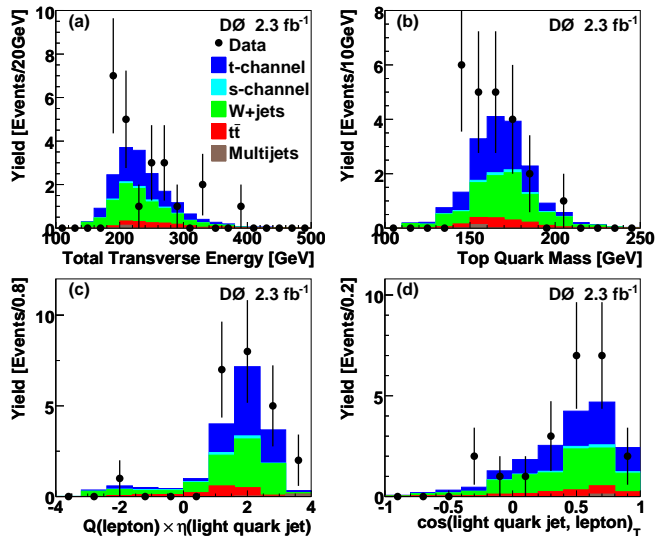 (a) DØ 2.3 fb⁻¹
Data
t-channel
s-channel
W+jets
tt̄
Multijets
Yield [Events/20GeV]
0 2 4 6 8 10
100 200 300 400 500
Total Transverse Energy [GeV]
(b) DØ 2.3 fb⁻¹
Yield [Events/10GeV]
0 2 4 6 8
100 150 200 250
Top Quark Mass [GeV]
(c) DØ 2.3 fb⁻¹
Yield [Events/0.8]
0 5 10
-4 -2 0 2 4
Q(lepton) × η(light quark jet)
(d) DØ 2.3 fb⁻¹
Yield [Events/0.2]
0 5 10
-1 -0.5 0 0.5 1
cos(light quark jet, lepton)T